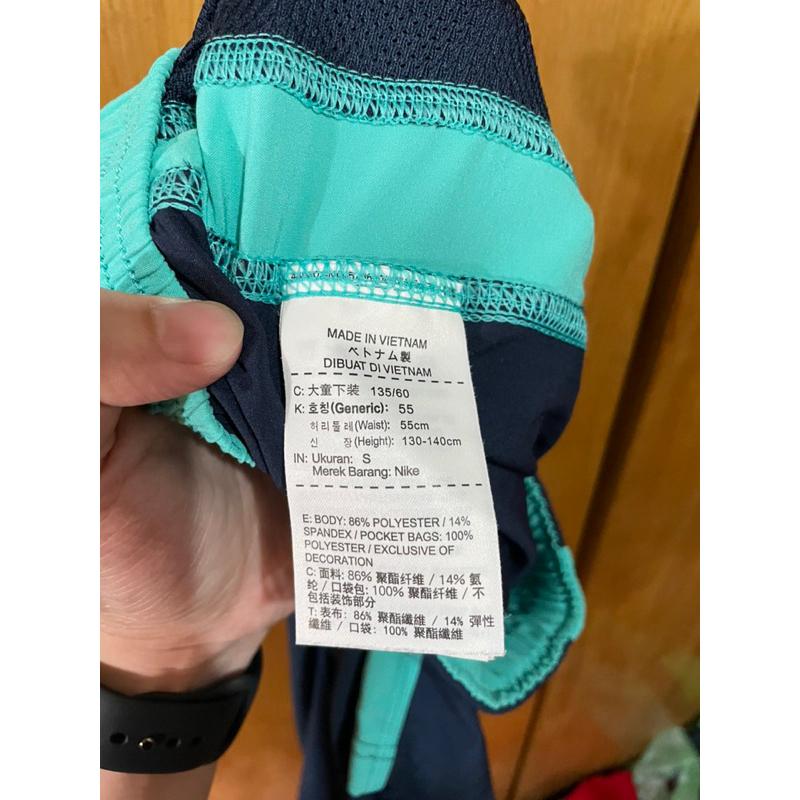 MADE IN VIETNAM
ベトナム製
DIBUAT DI VIETNAM
C: 大童下装 135/60
K: 호칭(Generic): 55
허리둘레(Waist): 55cm
신 장(Height): 130-140cm
IN: Ukuran: S
Merek Barang: Nike
E: BODY: 86% POLYESTER / 14%
SPANDEX / POCKET BAGS: 100%
POLYESTER / EXCLUSIVE OF
DECORATION
C: 面料: 86% 聚酯纤维 / 14% 氨
纶 / 口袋包: 100% 聚酯纤维 / 不
包括装饰部分
T: 表布: 86% 聚酯纖維 / 14% 彈性
纖維 / 口袋: 100% 聚酯纖維